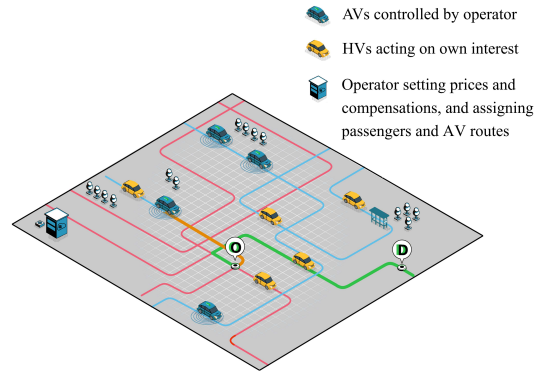 AVs controlled by operator
HVs acting on own interest
Operator setting prices and
compensations, and assigning
passengers and AV routes
O
D